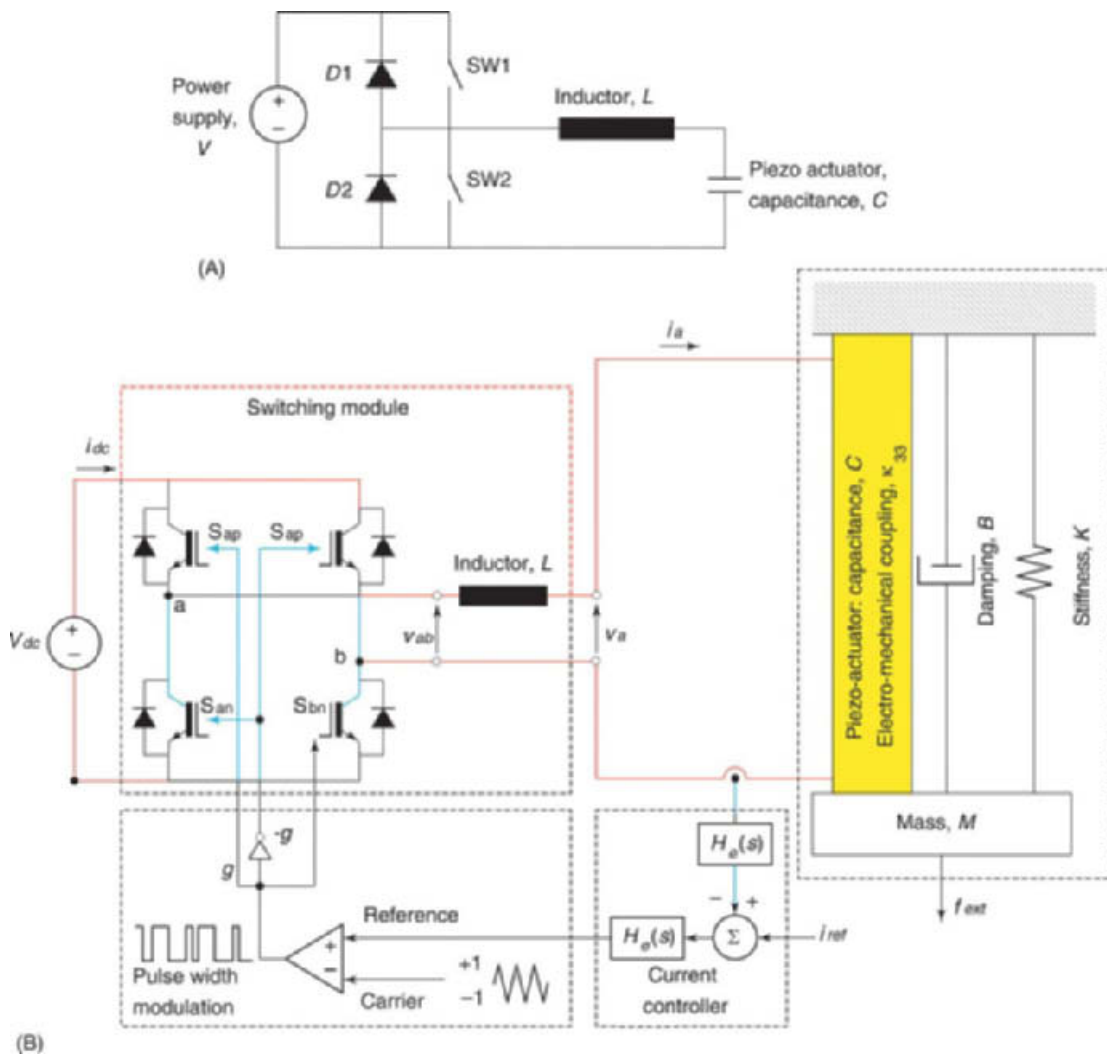 Power
supply,
V
D1
SW1
Inductor, L
D2
SW2
Piezo actuator,
capacitance, C
(A)
Switching module
i_dc
S_ap
S_ap
Inductor, L
a
v_ab
v_a
V_dc
b
S_an
S_bn
i_a
Piezo-actuator: capacitance, C
Electro-mechanical coupling, κ_33
Damping, B
Stiffness, K
Mass, M
f_ext
-g
g
Reference
Pulse width
modulation
+1
-1
Carrier
H_e(s)
- +
Σ
i_ref
H_e(s)
Current
controller
(B)